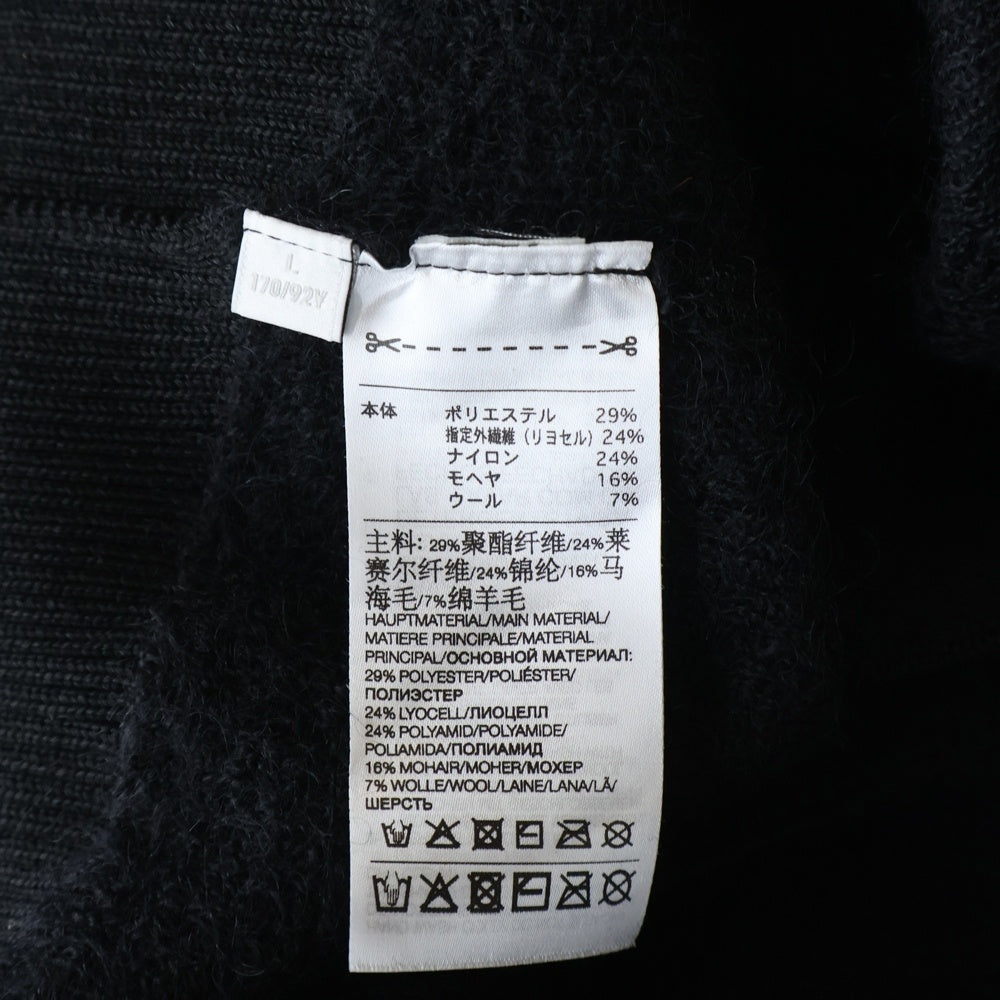 L
170/92Y
本体 ポリエステル 29%
指定外繊維 (リヨセル) 24%
ナイロン 24%
モヘヤ 16%
ウール 7%
主料: 29%聚酯纤维/24%莱
赛尔纤维/24%锦纶/16%马
海毛/7%绵羊毛
HAUPTMATERIAL/MAIN MATERIAL/
MATIERE PRINCIPALE/MATERIAL
PRINCIPAL/ОСНОВНОЙ МАТЕРИАЛ:
29% POLYESTER/POLIÉSTER/
ПОЛИЭСТЕР
24% LYOCELL/ЛИОЦЕЛЛ
24% POLYAMID/POLYAMIDE/
POLIAMIDA/ПОЛИАМИД
16% MOHAIR/MOHER/МОХЕР
7% WOLLE/WOOL/LAINE/LANA/LÃ/
ШЕРСТЬ